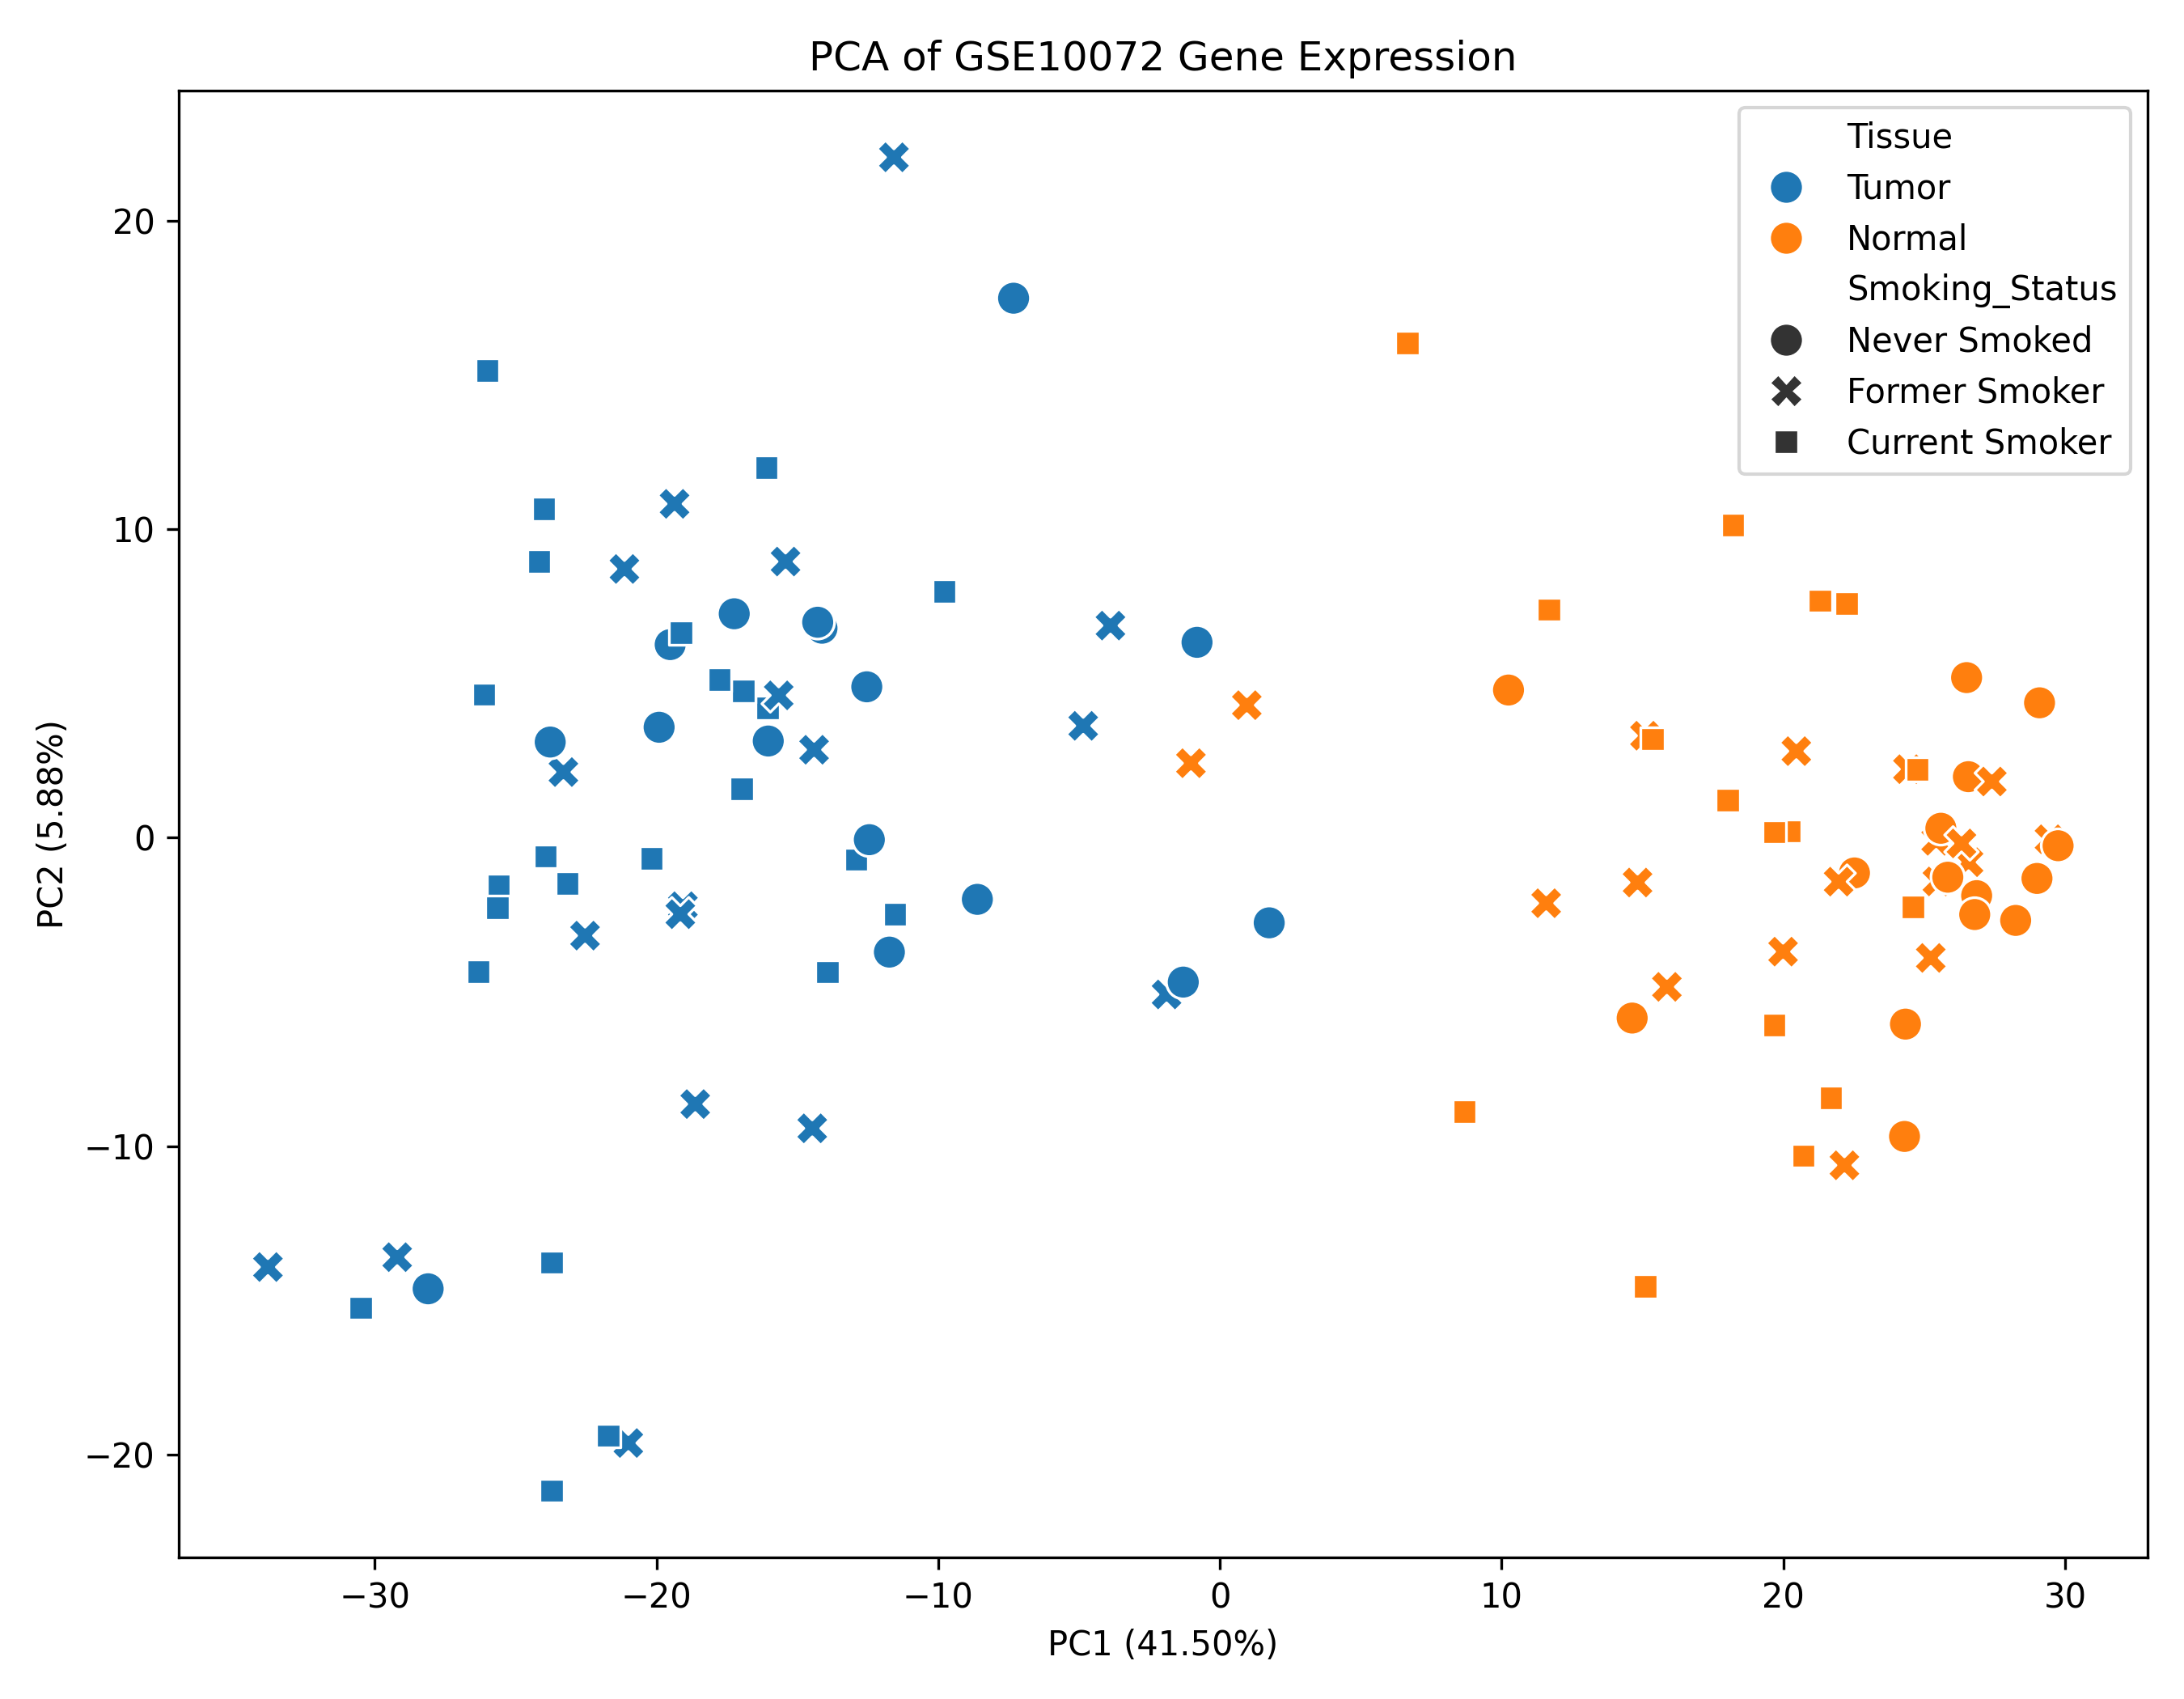 PCA of GSE10072 Gene Expression
Tissue
Tumor
Normal
Smoking_Status
Never Smoked
Former Smoker
Current Smoker
PC2 (5.88%)
20
10
0
−10
−20
−30
−20
−10
0
10
20
30
PC1 (41.50%)